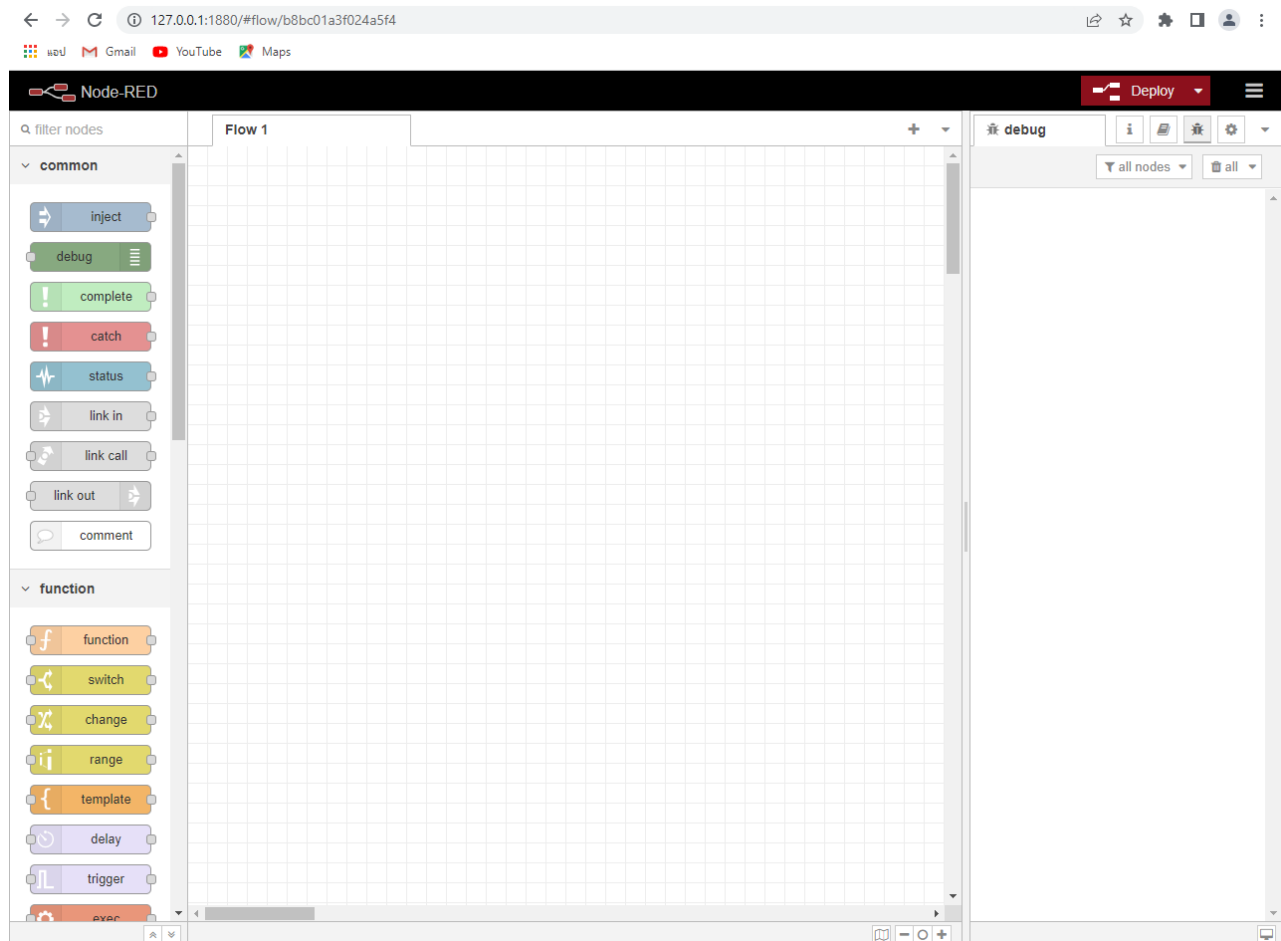 127.0.0.1:1880/#flow/b8bc01a3f024a5f4
แอป Gmail YouTube Maps
Node-RED Deploy
filter nodes Flow 1 debug
all nodes all
common
inject
debug
complete
catch
status
link in
link call
link out
comment
function
function
switch
change
range
template
delay
trigger
exec